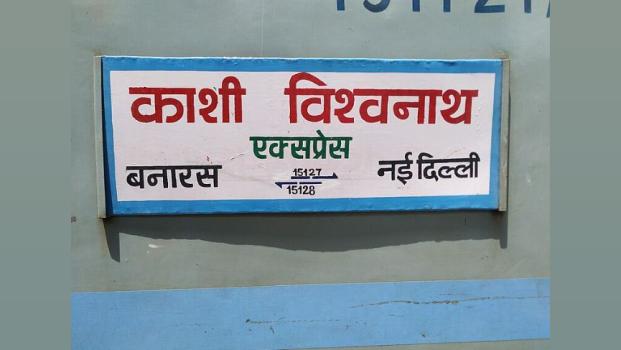 काशी विश्वनाथ
एक्सप्रेस
बनारस 15127 नई दिल्ली
15128